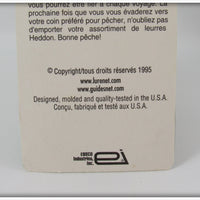 vous pourrez être fier à chaque voyage. La
prochaine fois que vous vous évaderez vers
votre coin préféré pour pêcher, n'oubliez pas
d'emporter votre assortiment de leurres
Heddon. Bonne pêche!
© Copyright/tous droits réservés 1995
www.lurenet.com
www.guidesnet.com
Designed, molded and quality-tested in the U.S.A.
Conçu, fabriqué et testé aux U.S.A.
EBSCO
Industries, Inc.
ei